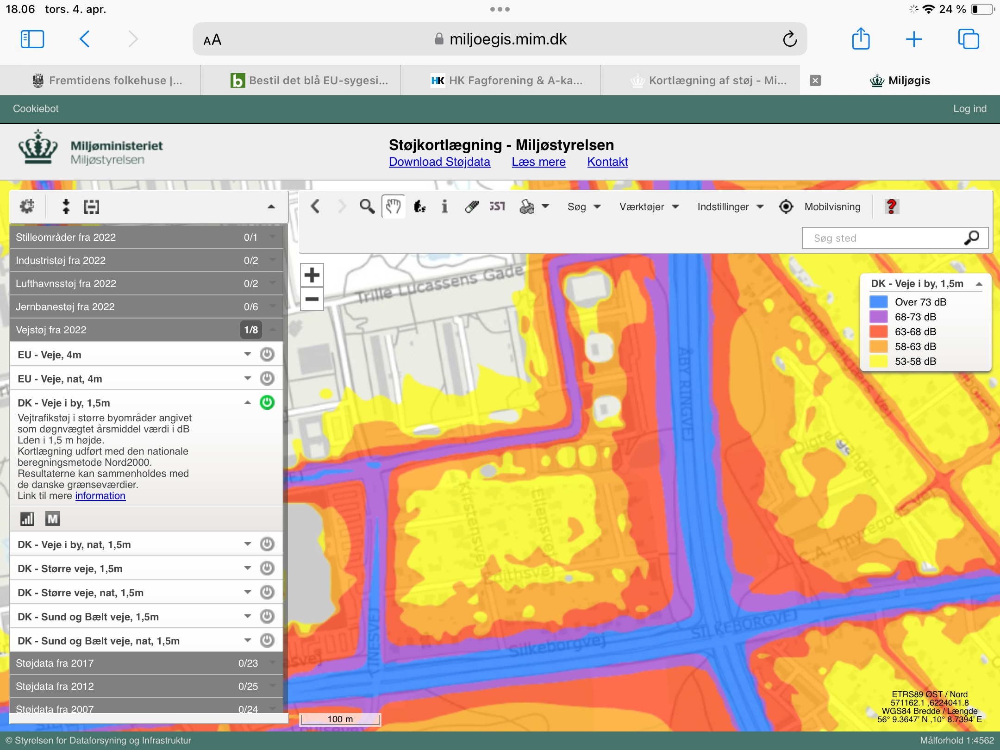 18.06 tors. 4. apr.
24 %
AA
miljoegis.mim.dk
Fremtidens folkehuse |...
b Bestil det blå EU-sygesi...
HK HK Fagforening & A-ka...
Kortlægning af støj - Mi...
Miljøgis
Cookiebot
Log ind
Miljøministeriet
Miljøstyrelsen
Støjkortlægning - Miljøstyrelsen
Download Støjdata Læs mere Kontakt
GST
Søg
Værktøjer
Indstillinger
Mobilvisning
?
Søg sted
Stilleområder fra 2022 0/1
Industristøj fra 2022 0/2
Lufthavnsstøj fra 2022 0/2
Jernbanestøj fra 2022 0/6
Vejstøj fra 2022 1/8
EU - Veje, 4m
EU - Veje, nat, 4m
DK - Veje i by, 1,5m
Vejtrafikstøj i større byområder angivet
som døgnvægtet årsmiddel værdi i dB
Lden i 1,5 m højde.
Kortlægning udført med den nationale
beregningsmetode Nord2000.
Resultaterne kan sammenholdes med
de danske grænseværdier.
Link til mere information
M
DK - Veje i by, nat, 1,5m
DK - Større veje, 1,5m
DK - Større veje, nat, 1,5m
DK - Sund og Bælt veje, 1,5m
DK - Sund og Bælt veje, nat, 1,5m
Støjdata fra 2017 0/23
Støjdata fra 2012 0/25
Støjdata fra 2007 0/24
+
−
DK - Veje i by, 1,5m
Over 73 dB
68-73 dB
63-68 dB
58-63 dB
53-58 dB
Trille Lucassens Gade
ÅBY RINGVEJ
Jeppe Aakjærs Vej
Digtervangen
C.A. Thyregods Vej
Kirstensvej
Ellensvej
Edithsvej
TINESVEJ
Silkeborgvej
SILKEBORGVEJ
Louisevej
100 m
ETRS89 ØST / Nord
571162.1 ,6224041.8
WGS84 Bredde / Længde
56° 9.3647' N ,10° 8.7394' E
© Styrelsen for Dataforsyning og Infrastruktur
Målforhold 1:4562